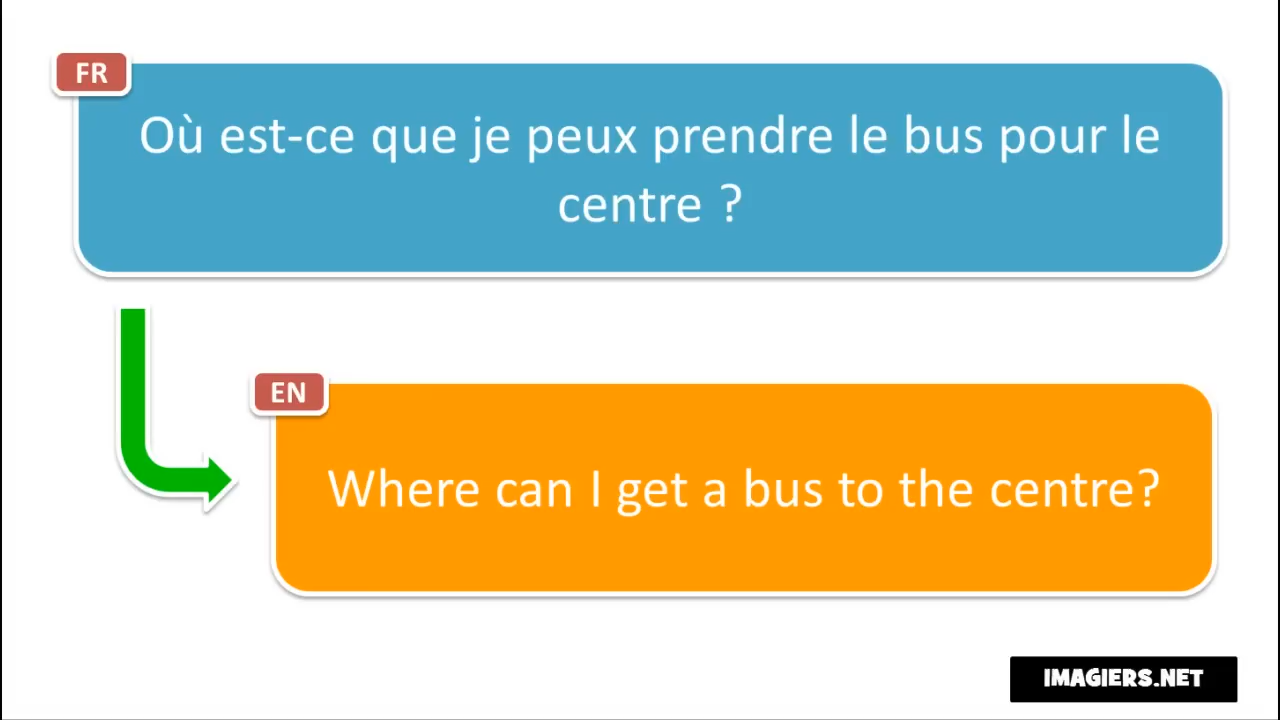 FR
Où est-ce que je peux prendre le bus pour le
centre ?
EN
Where can I get a bus to the centre?
IMAGIERS.NET